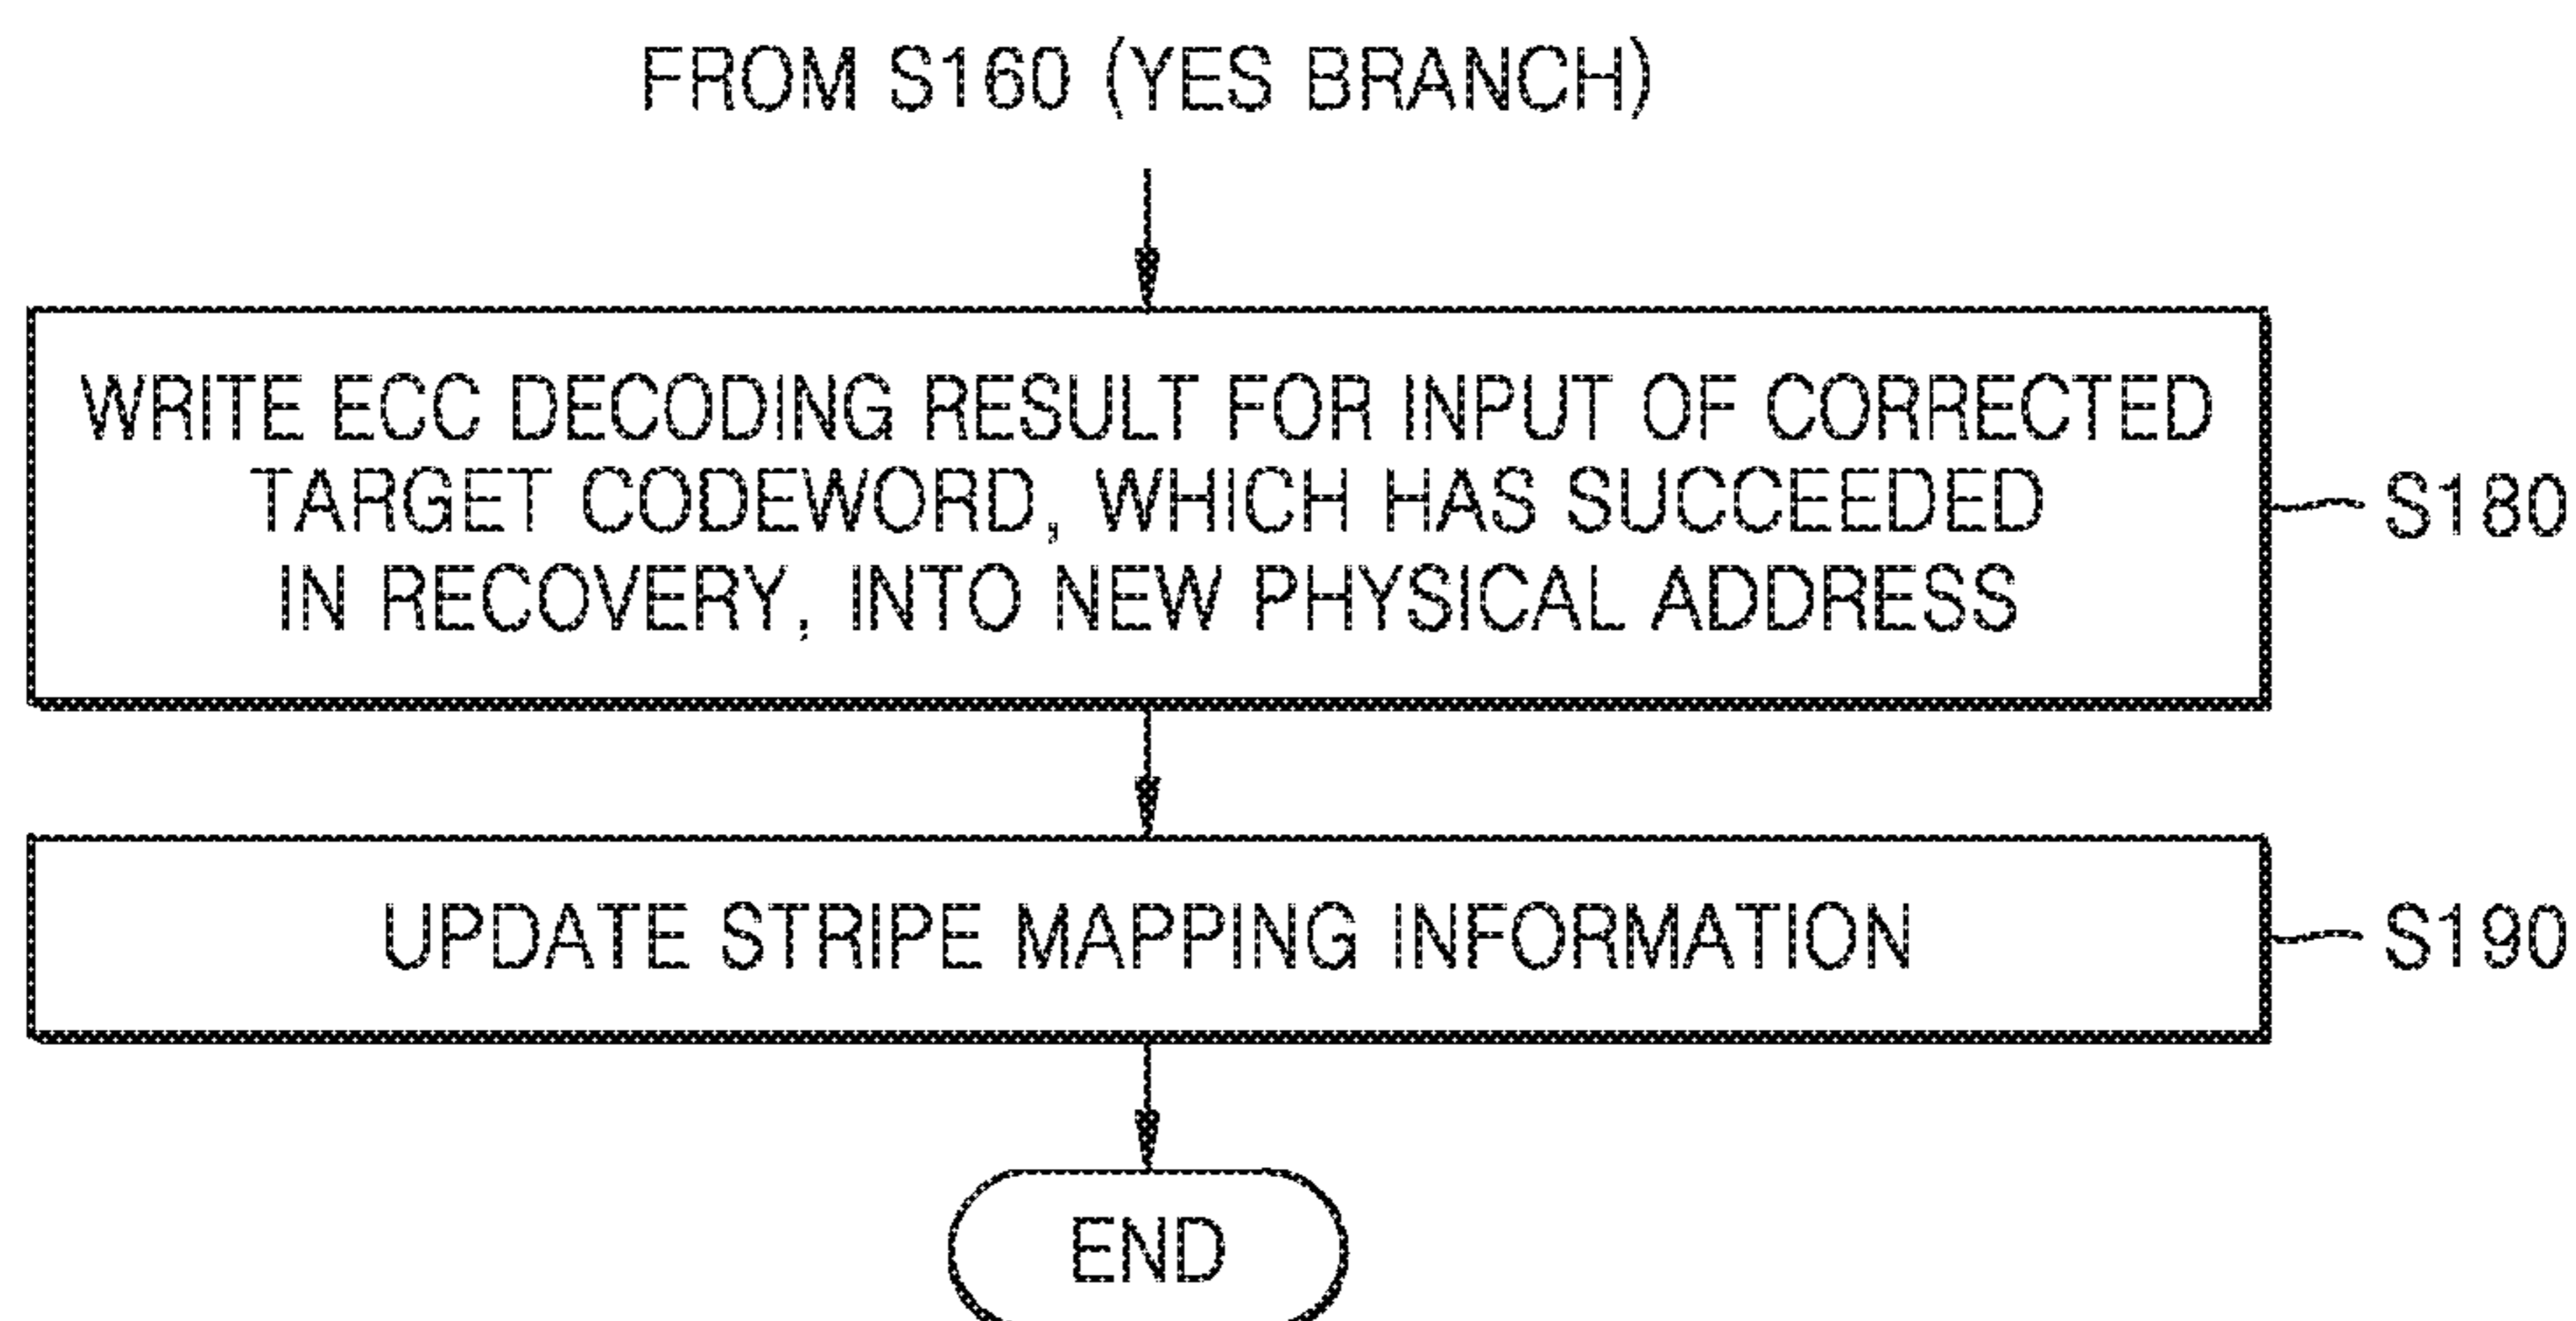 FROM S160 (YES BRANCH)
WRITE ECC DECODING RESULT FOR INPUT OF CORRECTED
TARGET CODEWORD, WHICH HAS SUCCEEDED
IN RECOVERY, INTO NEW PHYSICAL ADDRESS
S180
UPDATE STRIPE MAPPING INFORMATION
S190
END